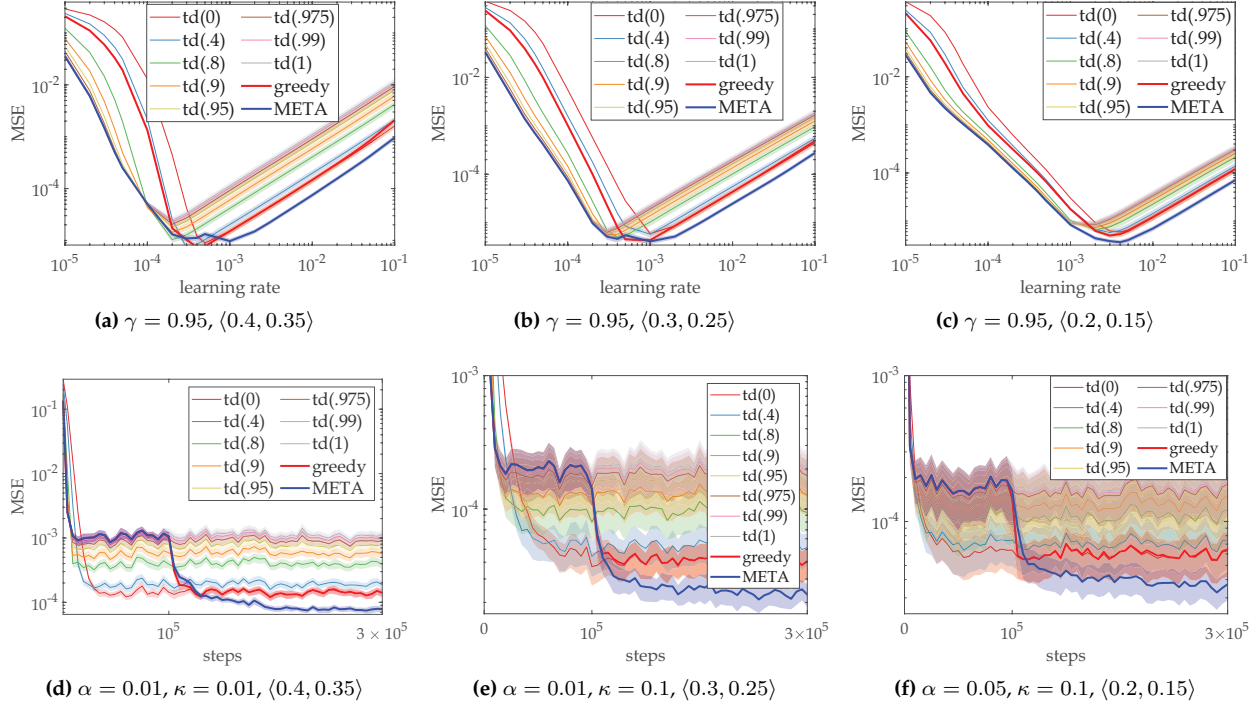 td(0)
td(.4)
td(.8)
td(.9)
td(.95)
td(.975)
td(.99)
td(1)
greedy
META
MSE
10^-2
10^-4
10^-5
10^-4
10^-3
10^-2
10^-1
learning rate
(a) γ = 0.95, ⟨0.4, 0.35⟩
td(0)
td(.4)
td(.8)
td(.9)
td(.95)
td(.975)
td(.99)
td(1)
greedy
META
MSE
10^-2
10^-4
10^-5
10^-4
10^-3
10^-2
10^-1
learning rate
(b) γ = 0.95, ⟨0.3, 0.25⟩
td(0)
td(.4)
td(.8)
td(.9)
td(.95)
td(.975)
td(.99)
td(1)
greedy
META
MSE
10^-2
10^-4
10^-5
10^-4
10^-3
10^-2
10^-1
learning rate
(c) γ = 0.95, ⟨0.2, 0.15⟩
td(0)
td(.4)
td(.8)
td(.9)
td(.95)
td(.975)
td(.99)
td(1)
greedy
META
MSE
10^-1
10^-2
10^-3
10^-4
10^5
3 × 10^5
steps
(d) α = 0.01, κ = 0.01, ⟨0.4, 0.35⟩
td(0)
td(.4)
td(.8)
td(.9)
td(.95)
td(.975)
td(.99)
td(1)
greedy
META
MSE
10^-3
10^-4
0
10^5
3 × 10^5
steps
(e) α = 0.01, κ = 0.1, ⟨0.3, 0.25⟩
td(0)
td(.4)
td(.8)
td(.9)
td(.95)
td(.975)
td(.99)
td(1)
greedy
META
MSE
10^-3
10^-4
0
10^5
3 × 10^5
steps
(f) α = 0.05, κ = 0.1, ⟨0.2, 0.15⟩